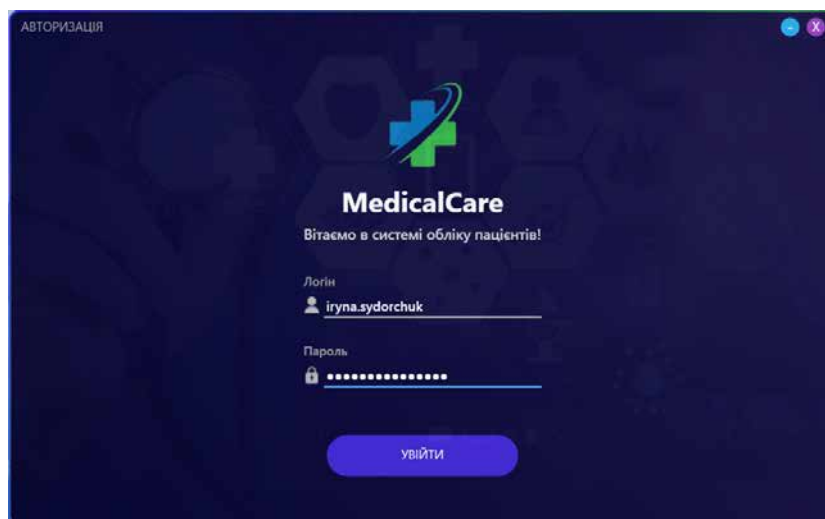 АВТОРИЗАЦІЯ
- X
MedicalCare
Вітаємо в системі обліку пацієнтів!
Логін
iryna.sydorchuk
Пароль
•••••••••••••••
УВІЙТИ